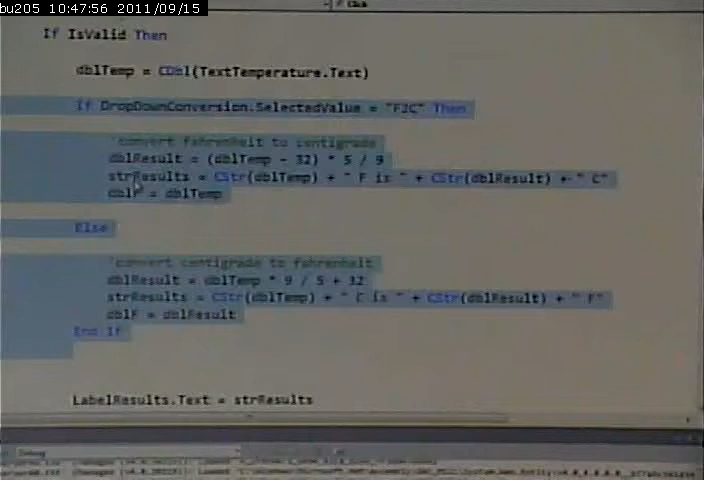 bu205 10:47:56 2011/09/15
If IsValid Then
dblTemp = CDbl(TextTemperature.Text)
If DropDownConversion.SelectedValue = "F2C" Then
'convert fahrenheit to centigrade
dblResult = (dblTemp - 32) * 5 / 9
strResults = CStr(dblTemp) + " F is " + CStr(dblResult) + " C"
dblF = dblTemp
Else
'convert centigrade to fahrenheit
dblResult = dblTemp * 9 / 5 + 32
strResults = CStr(dblTemp) + " C is " + CStr(dblResult) + " F"
dblF = dblResult
End If
LabelResults.Text = strResults
Debug